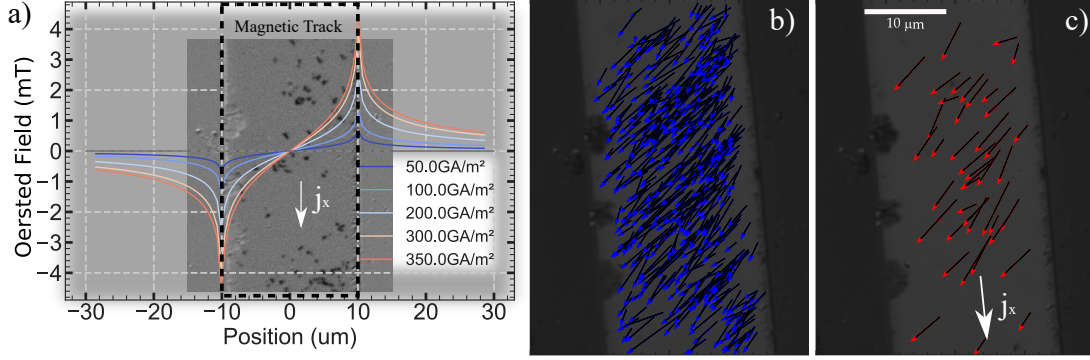 a)
Magnetic Track
4
3
2
1
0
−1
−2
−3
−4
Oersted Field (mT)
jx
50.0GA/m²
100.0GA/m²
200.0GA/m²
300.0GA/m²
350.0GA/m²
−30 −20 −10 0 10 20 30
Position (um)
b)
c)
10 μm
jx